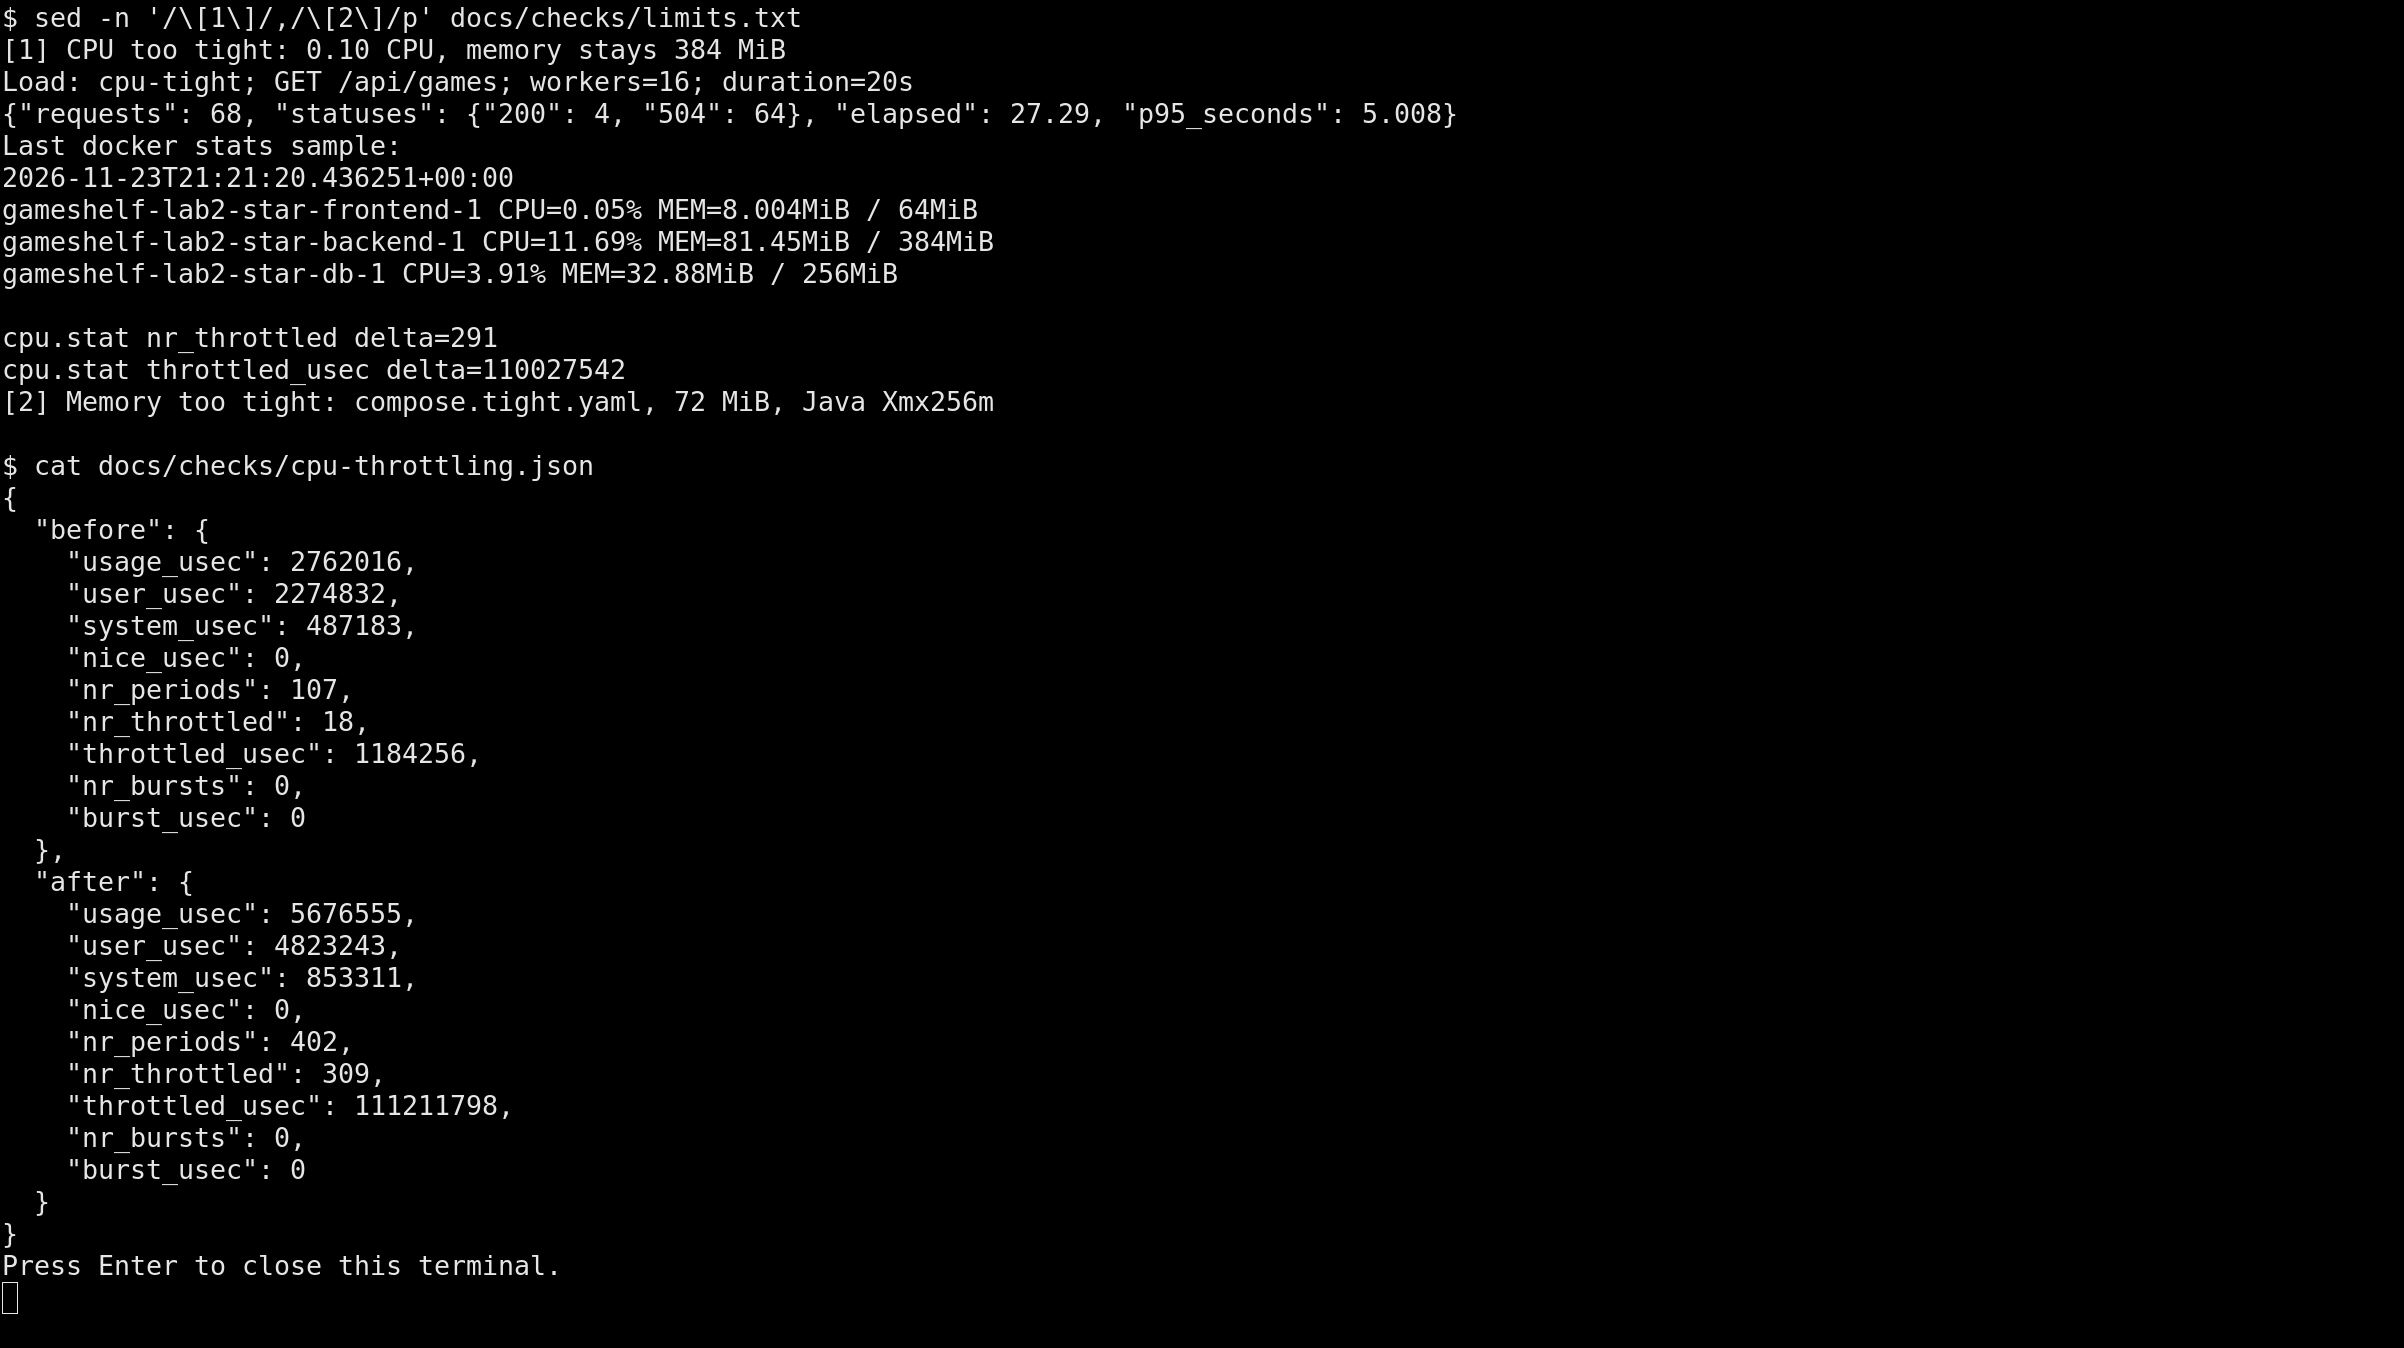 $ sed -n '/\[1\]/,/\[2\]/p' docs/checks/limits.txt
[1] CPU too tight: 0.10 CPU, memory stays 384 MiB
Load: cpu-tight; GET /api/games; workers=16; duration=20s
{"requests": 68, "statuses": {"200": 4, "504": 64}, "elapsed": 27.29, "p95_seconds": 5.008}
Last docker stats sample:
2026-11-23T21:21:20.436251+00:00
gameshelf-lab2-star-frontend-1 CPU=0.05% MEM=8.004MiB / 64MiB
gameshelf-lab2-star-backend-1 CPU=11.69% MEM=81.45MiB / 384MiB
gameshelf-lab2-star-db-1 CPU=3.91% MEM=32.88MiB / 256MiB

cpu.stat nr_throttled delta=291
cpu.stat throttled_usec delta=110027542
[2] Memory too tight: compose.tight.yaml, 72 MiB, Java Xmx256m

$ cat docs/checks/cpu-throttling.json
{
  "before": {
    "usage_usec": 2762016,
    "user_usec": 2274832,
    "system_usec": 487183,
    "nice_usec": 0,
    "nr_periods": 107,
    "nr_throttled": 18,
    "throttled_usec": 1184256,
    "nr_bursts": 0,
    "burst_usec": 0
  },
  "after": {
    "usage_usec": 5676555,
    "user_usec": 4823243,
    "system_usec": 853311,
    "nice_usec": 0,
    "nr_periods": 402,
    "nr_throttled": 309,
    "throttled_usec": 111211798,
    "nr_bursts": 0,
    "burst_usec": 0
  }
}
Press Enter to close this terminal.